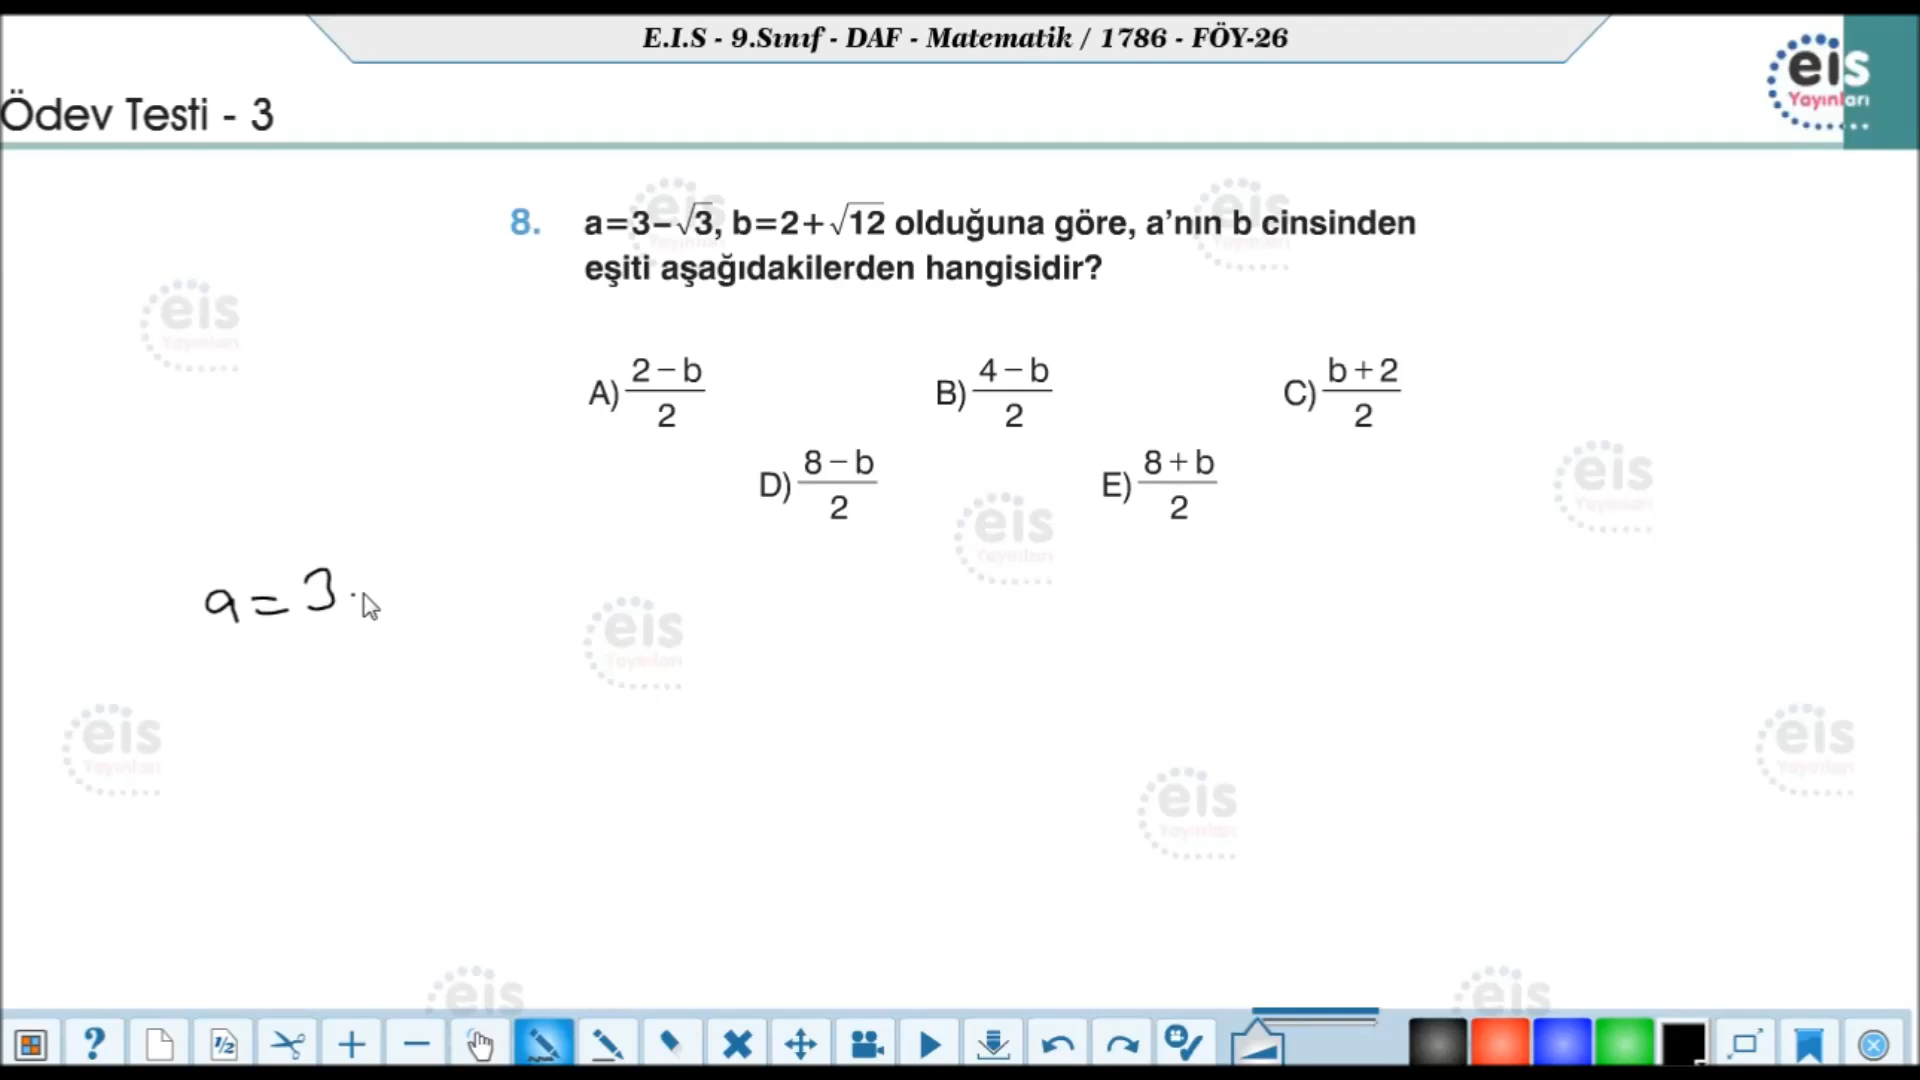 E.I.S - 9.Sınıf - DAF - Matematik / 1786 - FÖY-26
eis
Yayınları
Ödev Testi - 3
8. a=3−√3, b=2+√12 olduğuna göre, a'nın b cinsinden
eşiti aşağıdakilerden hangisidir?
A) 2−b/2 B) 4−b/2 C) b+2/2
D) 8−b/2 E) 8+b/2
a=3